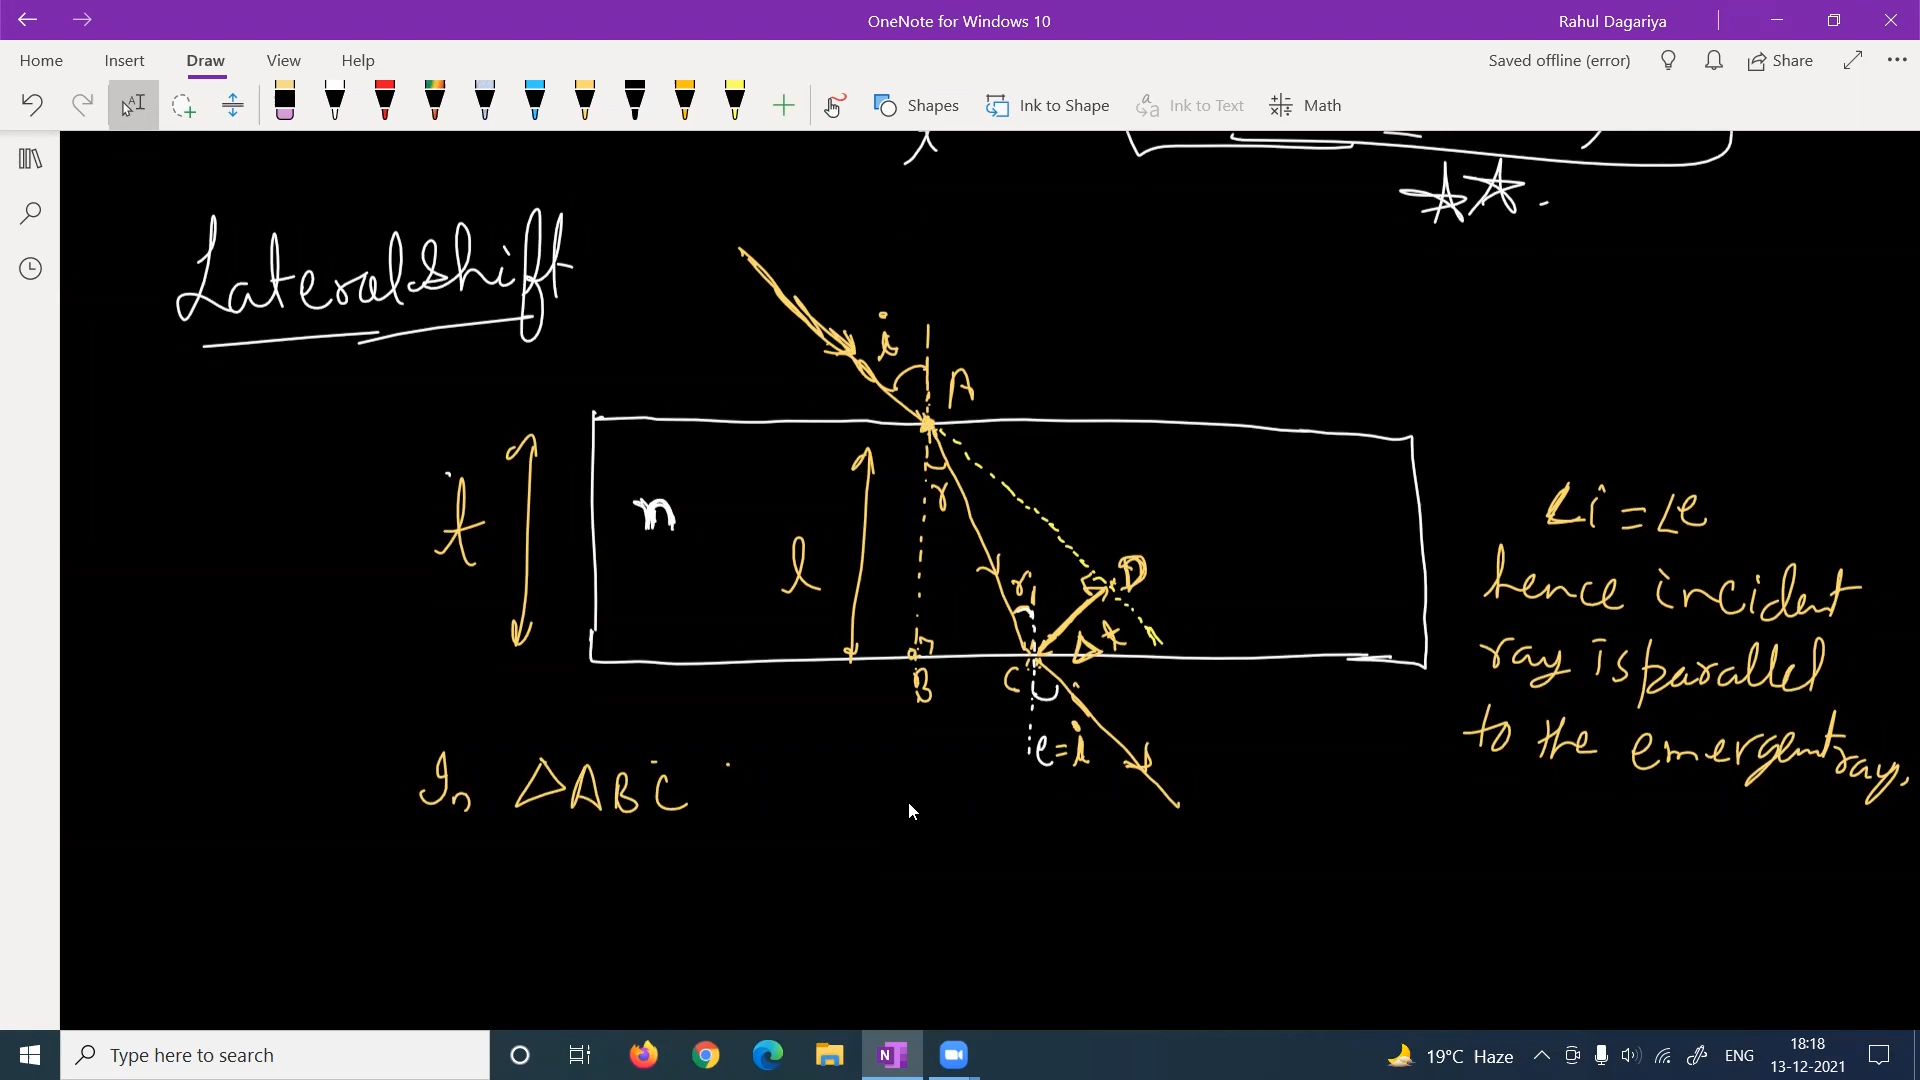 OneNote for Windows 10
Rahul Dagariya
Home Insert Draw View Help
Saved offline (error) Share
Shapes Ink to Shape Ink to Text Math
Lateral shift
i
A
t
n
l
r
r₁
D
Δt
B
C
e=i
∠i = ∠e
hence incident
ray is parallel
to the emergent ray.
In △ABC
Type here to search
19°C Haze
ENG
18:18
13-12-2021